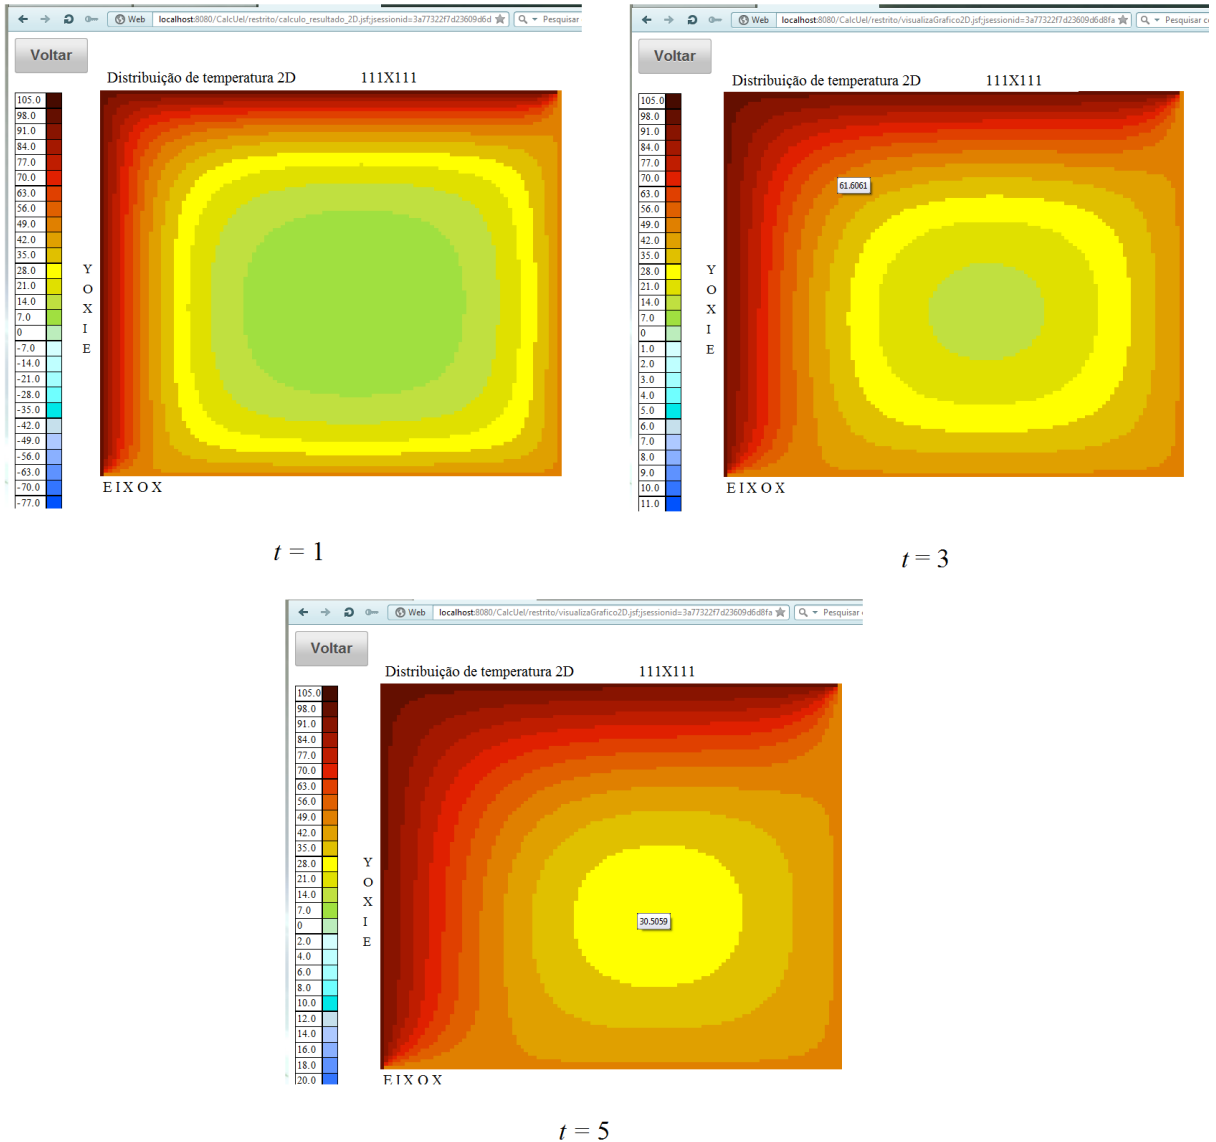 Web localhost:8080/CalcUel/restrito/calculo_resultado_2D.jsf;jsessionid=3a77322f7d23609d6d Pesquisar
Voltar
Distribuição de temperatura 2D 111X111
105.0
98.0
91.0
84.0
77.0
70.0
63.0
56.0
49.0
42.0
35.0
28.0
21.0
14.0
7.0
0
-7.0
-14.0
-21.0
-28.0
-35.0
-42.0
-49.0
-56.0
-63.0
-70.0
-77.0
Y
O
X
I
E
E I X O X
t = 1
Web localhost:8080/CalcUel/restrito/visualizaGrafico2D.jsf;jsessionid=3a77322f7d23609d6d8fa Pesquisar c
Voltar
Distribuição de temperatura 2D 111X111
105.0
98.0
91.0
84.0
77.0
70.0
63.0
56.0
49.0
42.0
35.0
28.0
21.0
14.0
7.0
0
1.0
2.0
3.0
4.0
5.0
6.0
7.0
8.0
9.0
10.0
11.0
Y
O
X
I
E
61.6061
E I X O X
t = 3
Web localhost:8080/CalcUel/restrito/visualizaGrafico2D.jsf;jsessionid=3a77322f7d23609d6d8fa Pesquisar
Voltar
Distribuição de temperatura 2D 111X111
105.0
98.0
91.0
84.0
77.0
70.0
63.0
56.0
49.0
42.0
35.0
28.0
21.0
14.0
7.0
0
2.0
4.0
6.0
8.0
10.0
12.0
14.0
16.0
18.0
20.0
Y
O
X
I
E
30.5059
E I X O X
t = 5